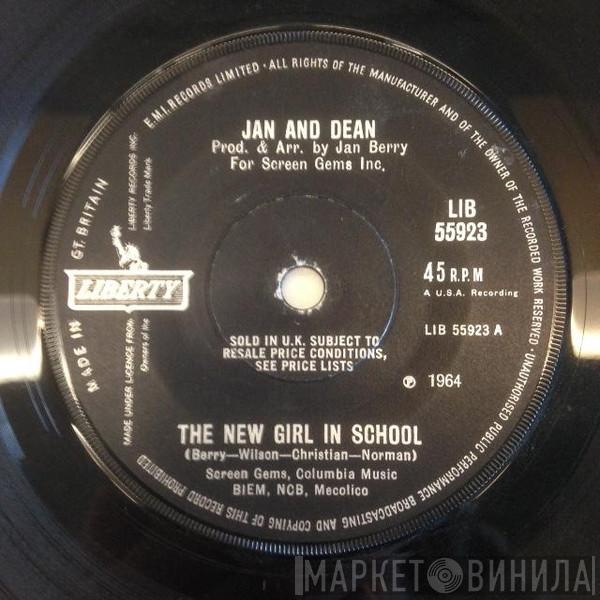 E.M.I. RECORDS LIMITED · ALL RIGHTS OF THE MANUFACTURER AND OF THE OWNER OF THE RECORDED WORK RESERVED · UNAUTHORISED PUBLIC PERFORMANCE BROADCASTING AND COPYING OF THIS RECORD PROHIBITED
MADE IN GT. BRITAIN
JAN AND DEAN
Prod. & Arr. by Jan Berry
For Screen Gems Inc.
LIB
55923
LIBERTY
MADE UNDER LICENCE FROM LIBERTY RECORDS INC.
Owners of the Liberty Trade Mark
45 R.P.M
A U.S.A. Recording
LIB 55923 A
SOLD IN U.K. SUBJECT TO
RESALE PRICE CONDITIONS,
SEE PRICE LISTS
℗ 1964
THE NEW GIRL IN SCHOOL
(Berry—Wilson—Christian—Norman)
Screen Gems, Columbia Music
BIEM, NCB, Mecolico
МАРКЕТ ВИНИЛА